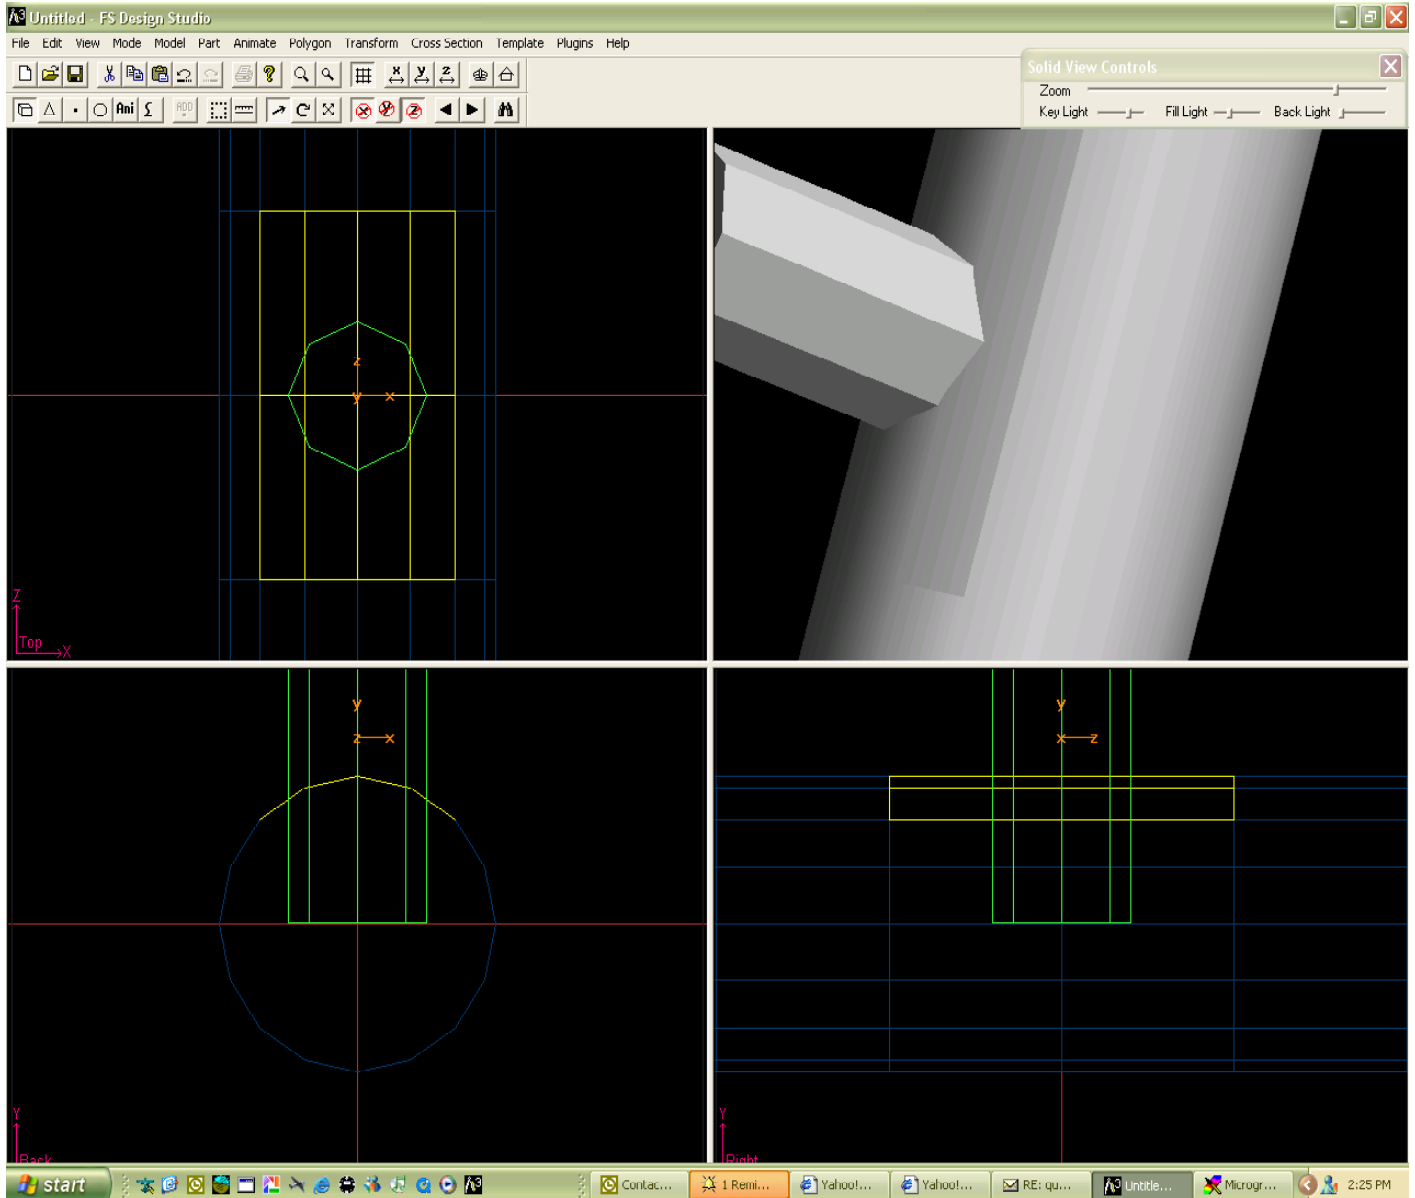 Untitled - FS Design Studio
File Edit View Mode Model Part Animate Polygon Transform Cross Section Template Plugins Help
Solid View Controls
Zoom
Key Light Fill Light Back Light
x y z
ADD
Ani
x y z
z
y x
Z
Top
X
y
z x
y
x z
Y
Back
Y
Right
start
Contac...
1 Remi...
Yahoo!...
Yahoo!...
RE: qu...
Untitle...
Microgr...
2:25 PM